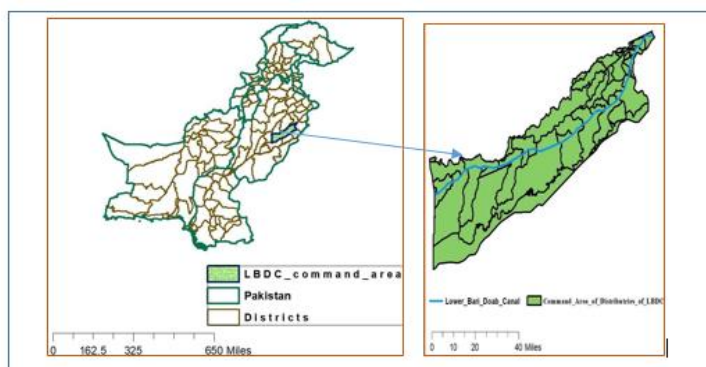 LBDC_command_area
Pakistan
Districts
0 162.5 325 650 Miles
Lower_Bari_Doab_Canal Command_Area_of_Distributries_of_LBDC
0 10 20 40 Miles